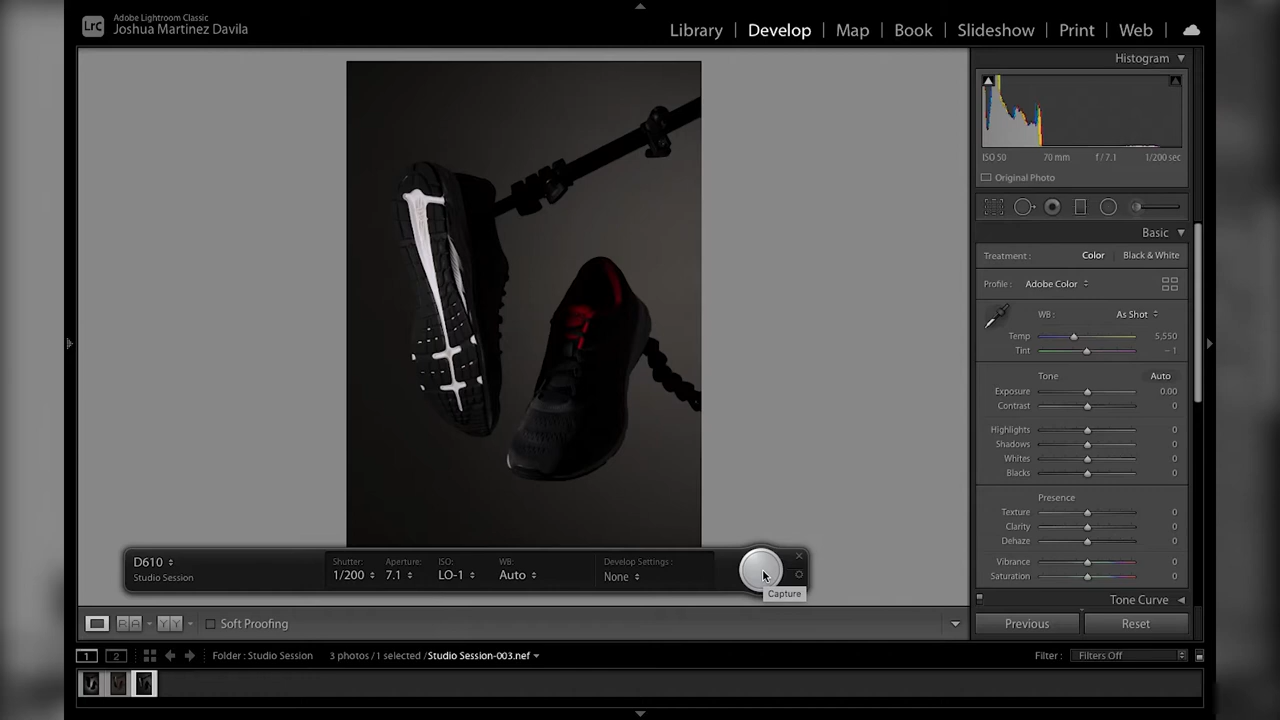 Lrc
Adobe Lightroom Classic
Joshua Martinez Davila
Library
Develop
Map
Book
Slideshow
Print
Web
Histogram
ISO 50
70 mm
f / 7.1
1/200 sec
Original Photo
Basic
Treatment :
Color
Black & White
Profile :
Adobe Color
WB :
As Shot
Temp
5,550
Tint
− 1
Tone
Auto
Exposure
0.00
Contrast
0
Highlights
0
Shadows
0
Whites
0
Blacks
0
Presence
Texture
0
Clarity
0
Dehaze
0
Vibrance
0
Saturation
0
Tone Curve
Previous
Reset
D610
Studio Session
Shutter:
1/200
Aperture:
7.1
ISO:
LO-1
WB:
Auto
Develop Settings :
None
Capture
R A
Y Y
Soft Proofing
1
2
Folder : Studio Session
3 photos / 1 selected / Studio Session-003.nef
Filter :
Filters Off